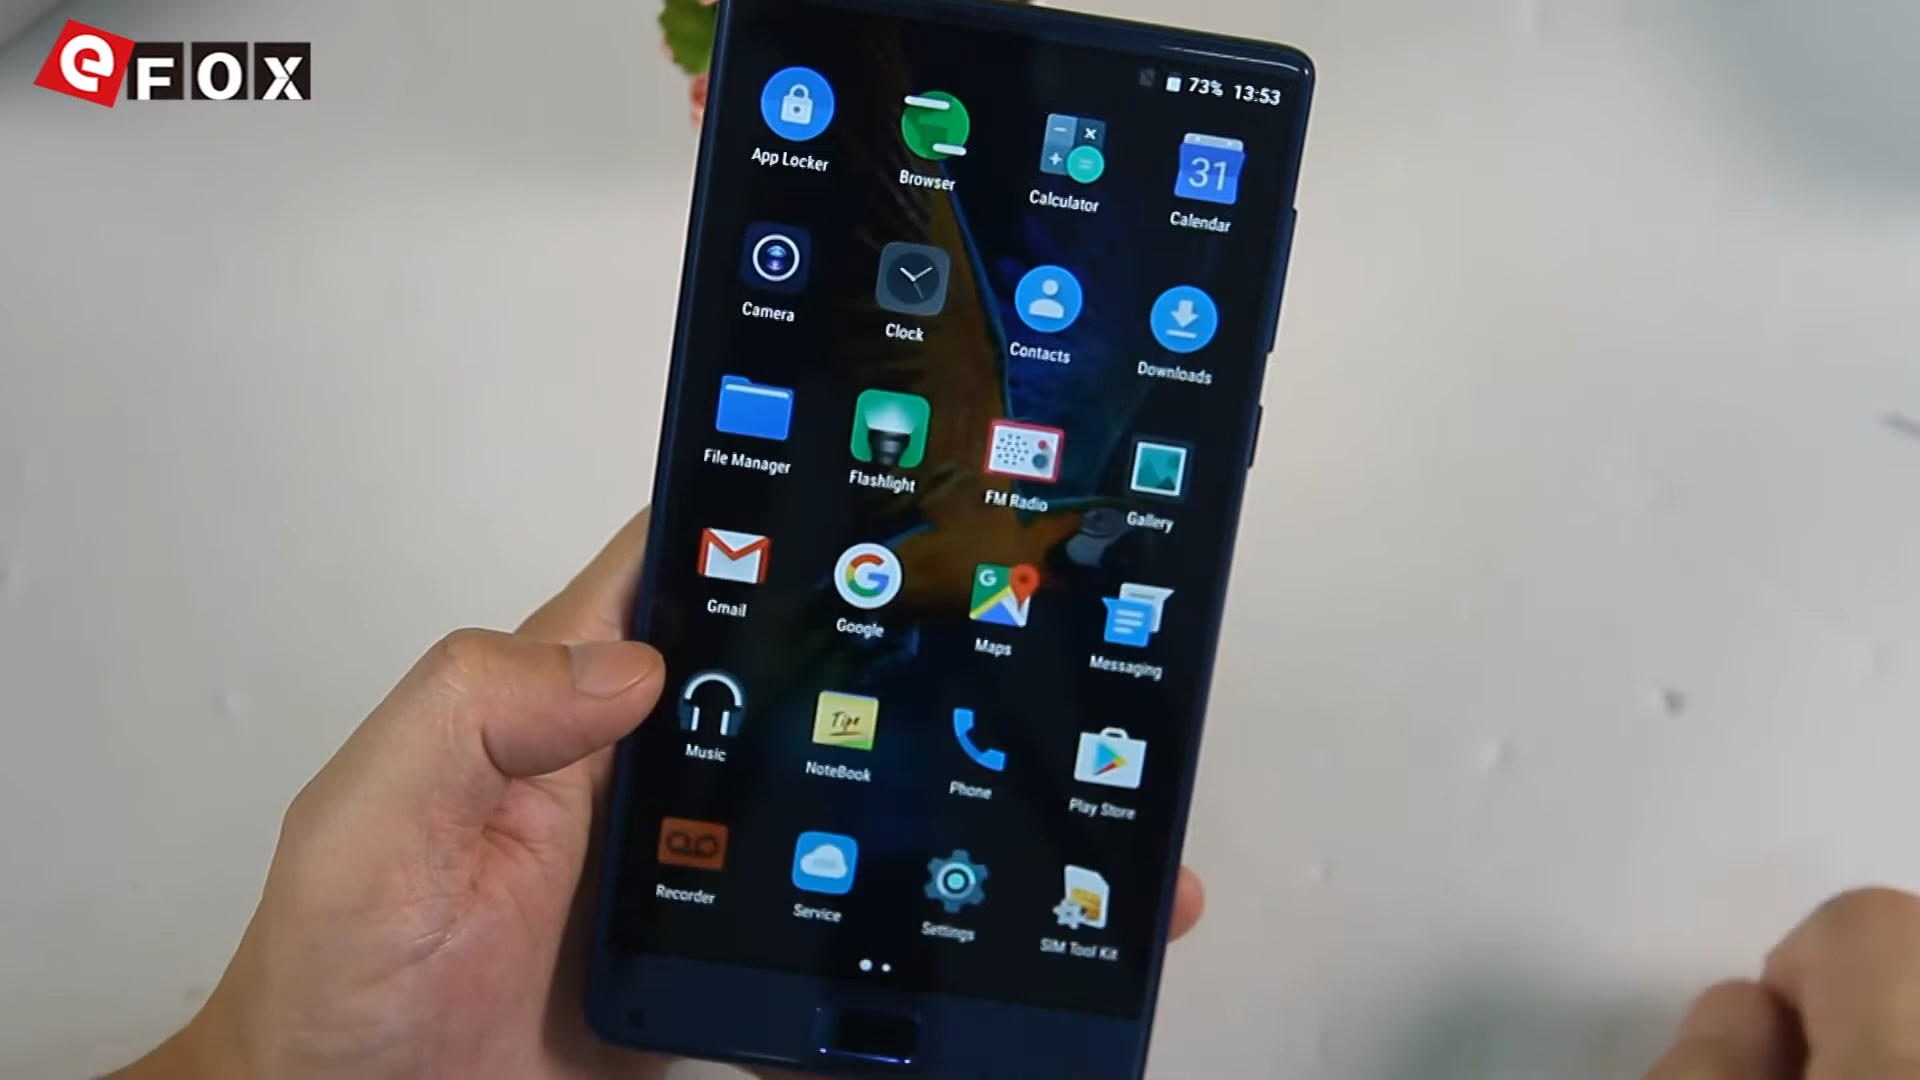 eFOX
73% 13:53
App Locker
Browser
Calculator
31
Calendar
Camera
Clock
Contacts
Downloads
File Manager
Flashlight
FM Radio
Gallery
Gmail
G
Google
Maps
Messaging
Music
Tips
NoteBook
Phone
Play Store
Recorder
Service
Settings
SIM Tool Kit